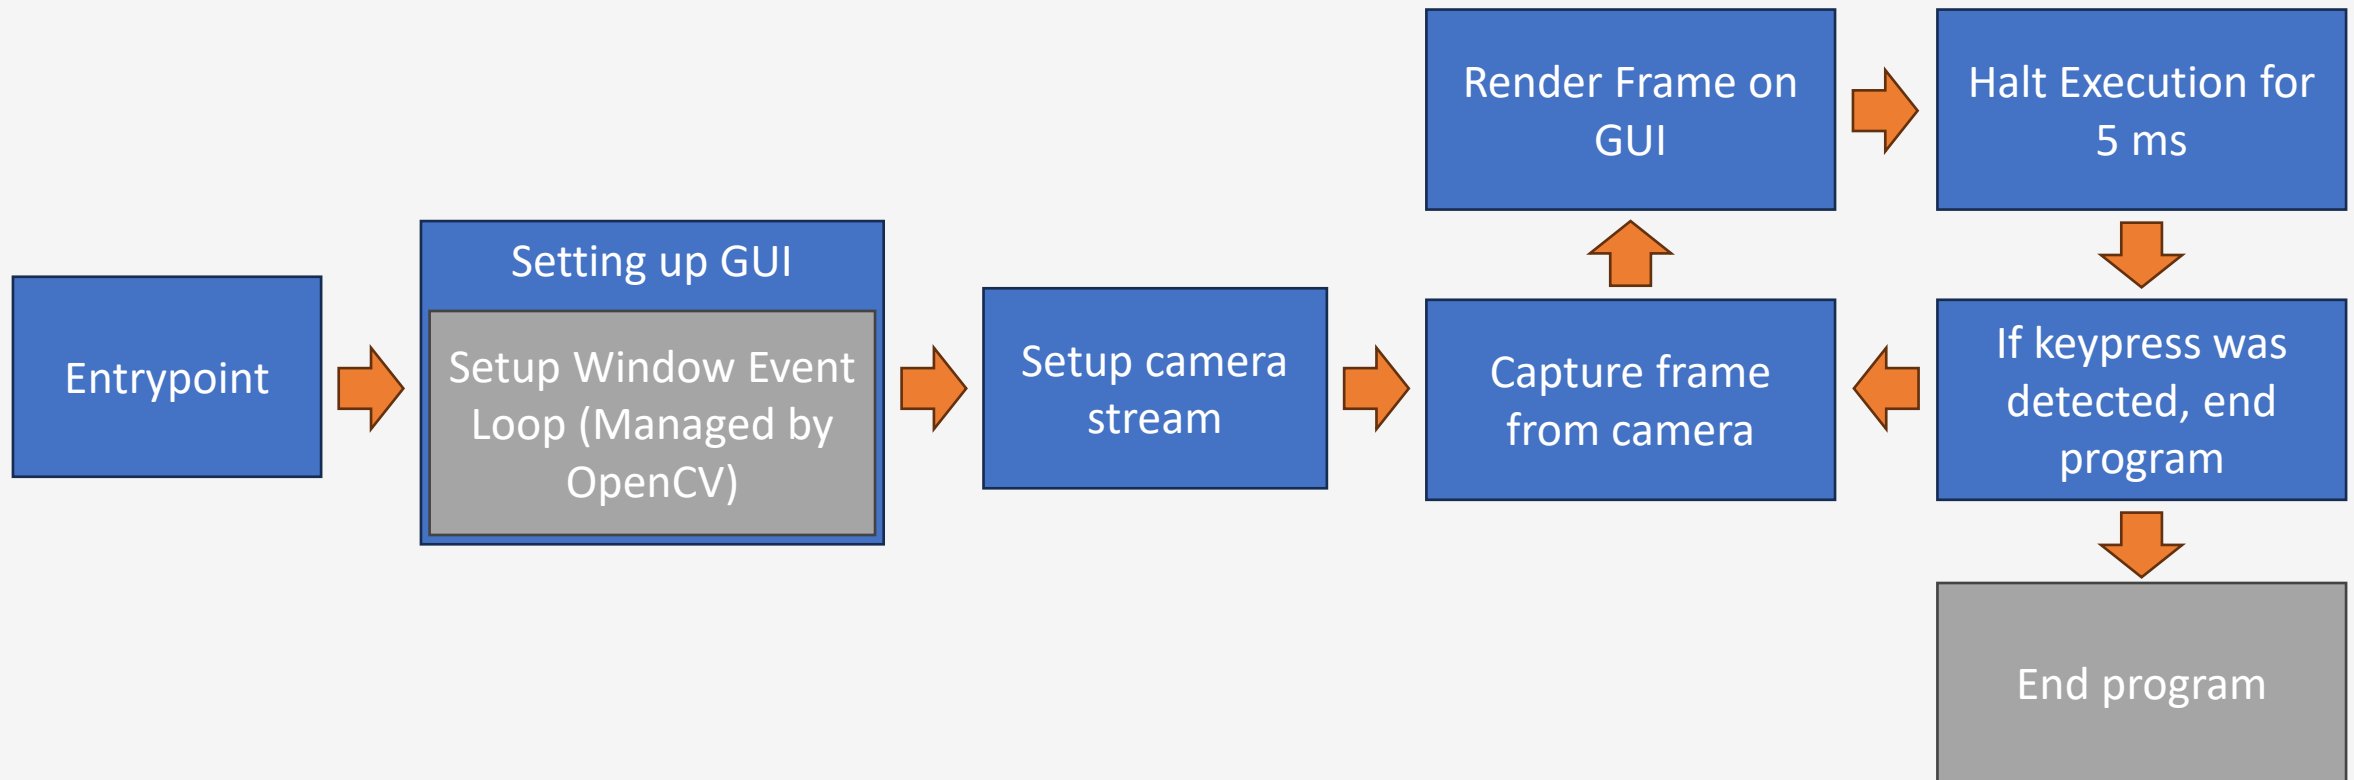 Entrypoint
Setting up GUI
Setup Window Event
Loop (Managed by
OpenCV)
Setup camera
stream
Capture frame
from camera
Render Frame on
GUI
Halt Execution for
5 ms
If keypress was
detected, end
program
End program